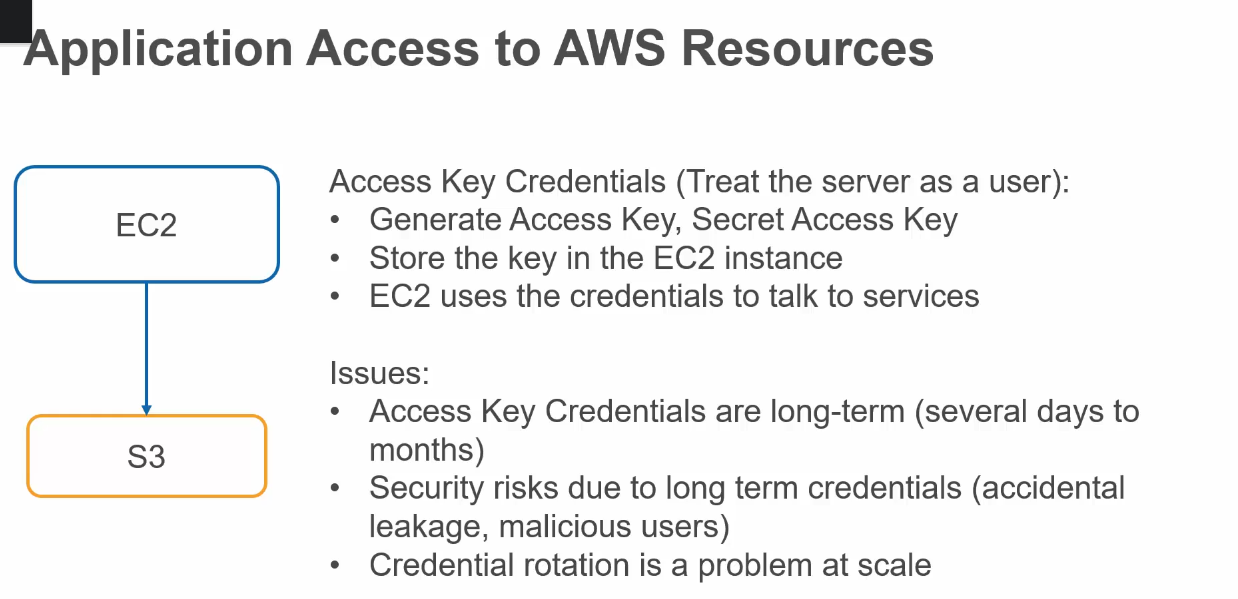 Application Access to AWS Resources
EC2
S3
Access Key Credentials (Treat the server as a user):
• Generate Access Key, Secret Access Key
• Store the key in the EC2 instance
• EC2 uses the credentials to talk to services
Issues:
• Access Key Credentials are long-term (several days to
months)
• Security risks due to long term credentials (accidental
leakage, malicious users)
• Credential rotation is a problem at scale